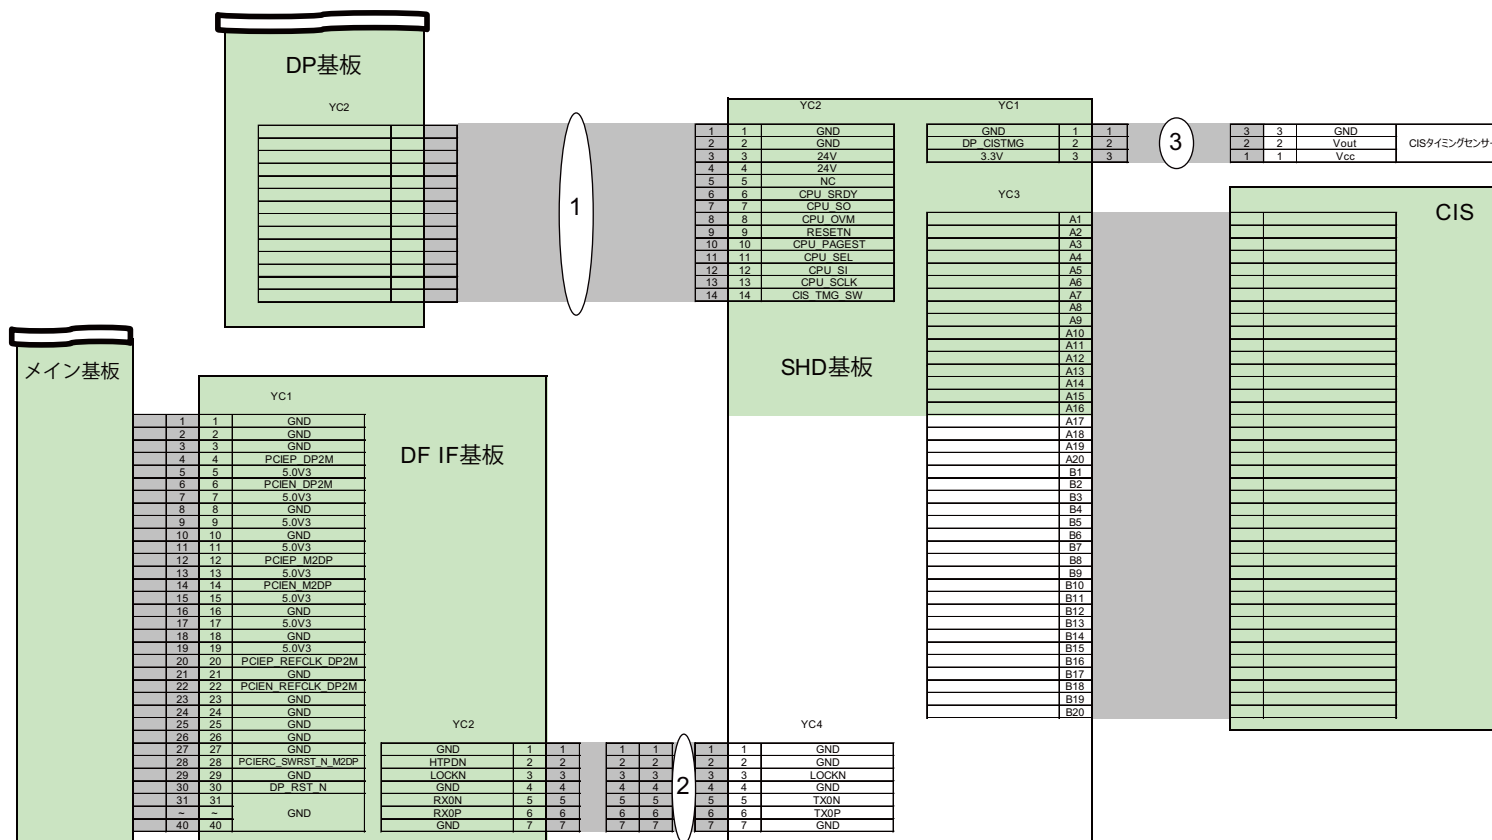 DP基板
YC2
1
YC2
1 1 GND
2 2 GND
3 3 24V
4 4 24V
5 5 NC
6 6 CPU_SRDY
7 7 CPU_SO
8 8 CPU_OVM
9 9 RESETN
10 10 CPU_PAGEST
11 11 CPU_SEL
12 12 CPU_SI
13 13 CPU_SCLK
14 14 CIS_TMG_SW
YC1
GND 1 1
DP_CISTMG 2 2
3.3V 3 3
3
3 3 GND
2 2 Vout
1 1 Vcc
CISタイミングセンサー
SHD基板
YC3
A1
A2
A3
A4
A5
A6
A7
A8
A9
A10
A11
A12
A13
A14
A15
A16
A17
A18
A19
A20
B1
B2
B3
B4
B5
B6
B7
B8
B9
B10
B11
B12
B13
B14
B15
B16
B17
B18
B19
B20
CIS
メイン基板
DF IF基板
YC1
1 1 GND
2 2 GND
3 3 GND
4 4 PCIEP_DP2M
5 5 5.0V3
6 6 PCIEN_DP2M
7 7 5.0V3
8 8 GND
9 9 5.0V3
10 10 GND
11 11 5.0V3
12 12 PCIEP_M2DP
13 13 5.0V3
14 14 PCIEN_M2DP
15 15 5.0V3
16 16 GND
17 17 5.0V3
18 18 GND
19 19 5.0V3
20 20 PCIEP_REFCLK_DP2M
21 21 GND
22 22 PCIEN_REFCLK_DP2M
23 23 GND
24 24 GND
25 25 GND
26 26 GND
27 27 GND
28 28 PCIERC_SWRST_N_M2DP
29 29 GND
30 30 DP_RST_N
31 31
~ ~ GND
40 40
YC2
GND 1 1 1 1
HTPDN 2 2 2 2
LOCKN 3 3 3 3
GND 4 4 4 4
RX0N 5 5 5 5
RX0P 6 6 6 6
GND 7 7 7 7
2
YC4
1 1 GND
2 2 GND
3 3 LOCKN
4 4 GND
5 5 TX0N
6 6 TX0P
7 7 GND